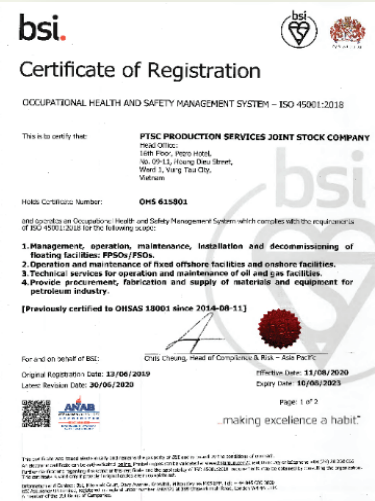 bsi.
bsi
Certificate of Registration
OCCUPATIONAL HEALTH AND SAFETY MANAGEMENT SYSTEM – ISO 45001:2018
This is to certify that:
PTSC PRODUCTION SERVICES JOINT STOCK COMPANY
Head Office:
16th Floor, Petro Hotel,
No. 09-11, Hoang Dieu Street,
Ward 1, Vung Tau City,
Vietnam
bsi
Holds Certificate Number:
OHS 615801
and operates an Occupational Health and Safety Management System which complies with the requirements
of ISO 45001:2018 for the following scope:
1. Management, operation, maintenance, installation and decommissioning of
floating facilities: FPSOs/FSOs.
2. Operation and maintenance of fixed offshore facilities and onshore facilities.
3. Technical services for operation and maintenance of oil and gas facilities.
4. Provide procurement, fabrication and supply of materials and equipment for
petroleum industry.
[Previously certified to OHSAS 18001 since 2014-08-11]
For and on behalf of BSI:
Chris Cheung, Head of Compliance & Risk – Asia Pacific
Original Registration Date: 13/06/2019
Effective Date: 11/08/2020
Latest Revision Date: 30/06/2020
Expiry Date: 10/08/2023
Page: 1 of 2
ANAB
...making excellence a habit.